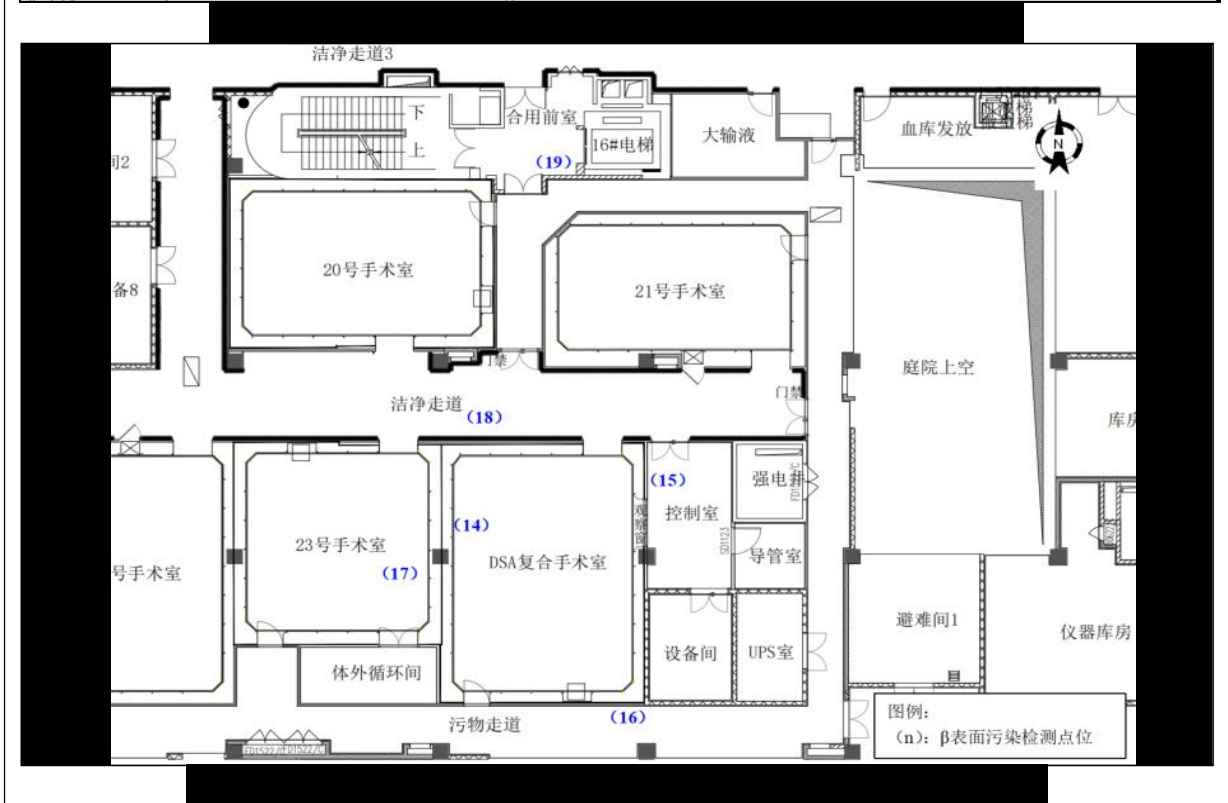 洁净走道3
下
上
合用前室
16#电梯
(19)
大输液
血库发放
梯
梯
N
间2
20号手术室
21号手术室
备8
庭院上空
门禁
洁净走道
(18)
门禁
库房
(15)
强电井
控制室
观察窗
(14)
23号手术室
(17)
DSA复合手术室
导管室
号手术室
避难间1
仪器库房
设备间
UPS室
体外循环间
污物走道
(16)
图例:
(n):β表面污染检测点位